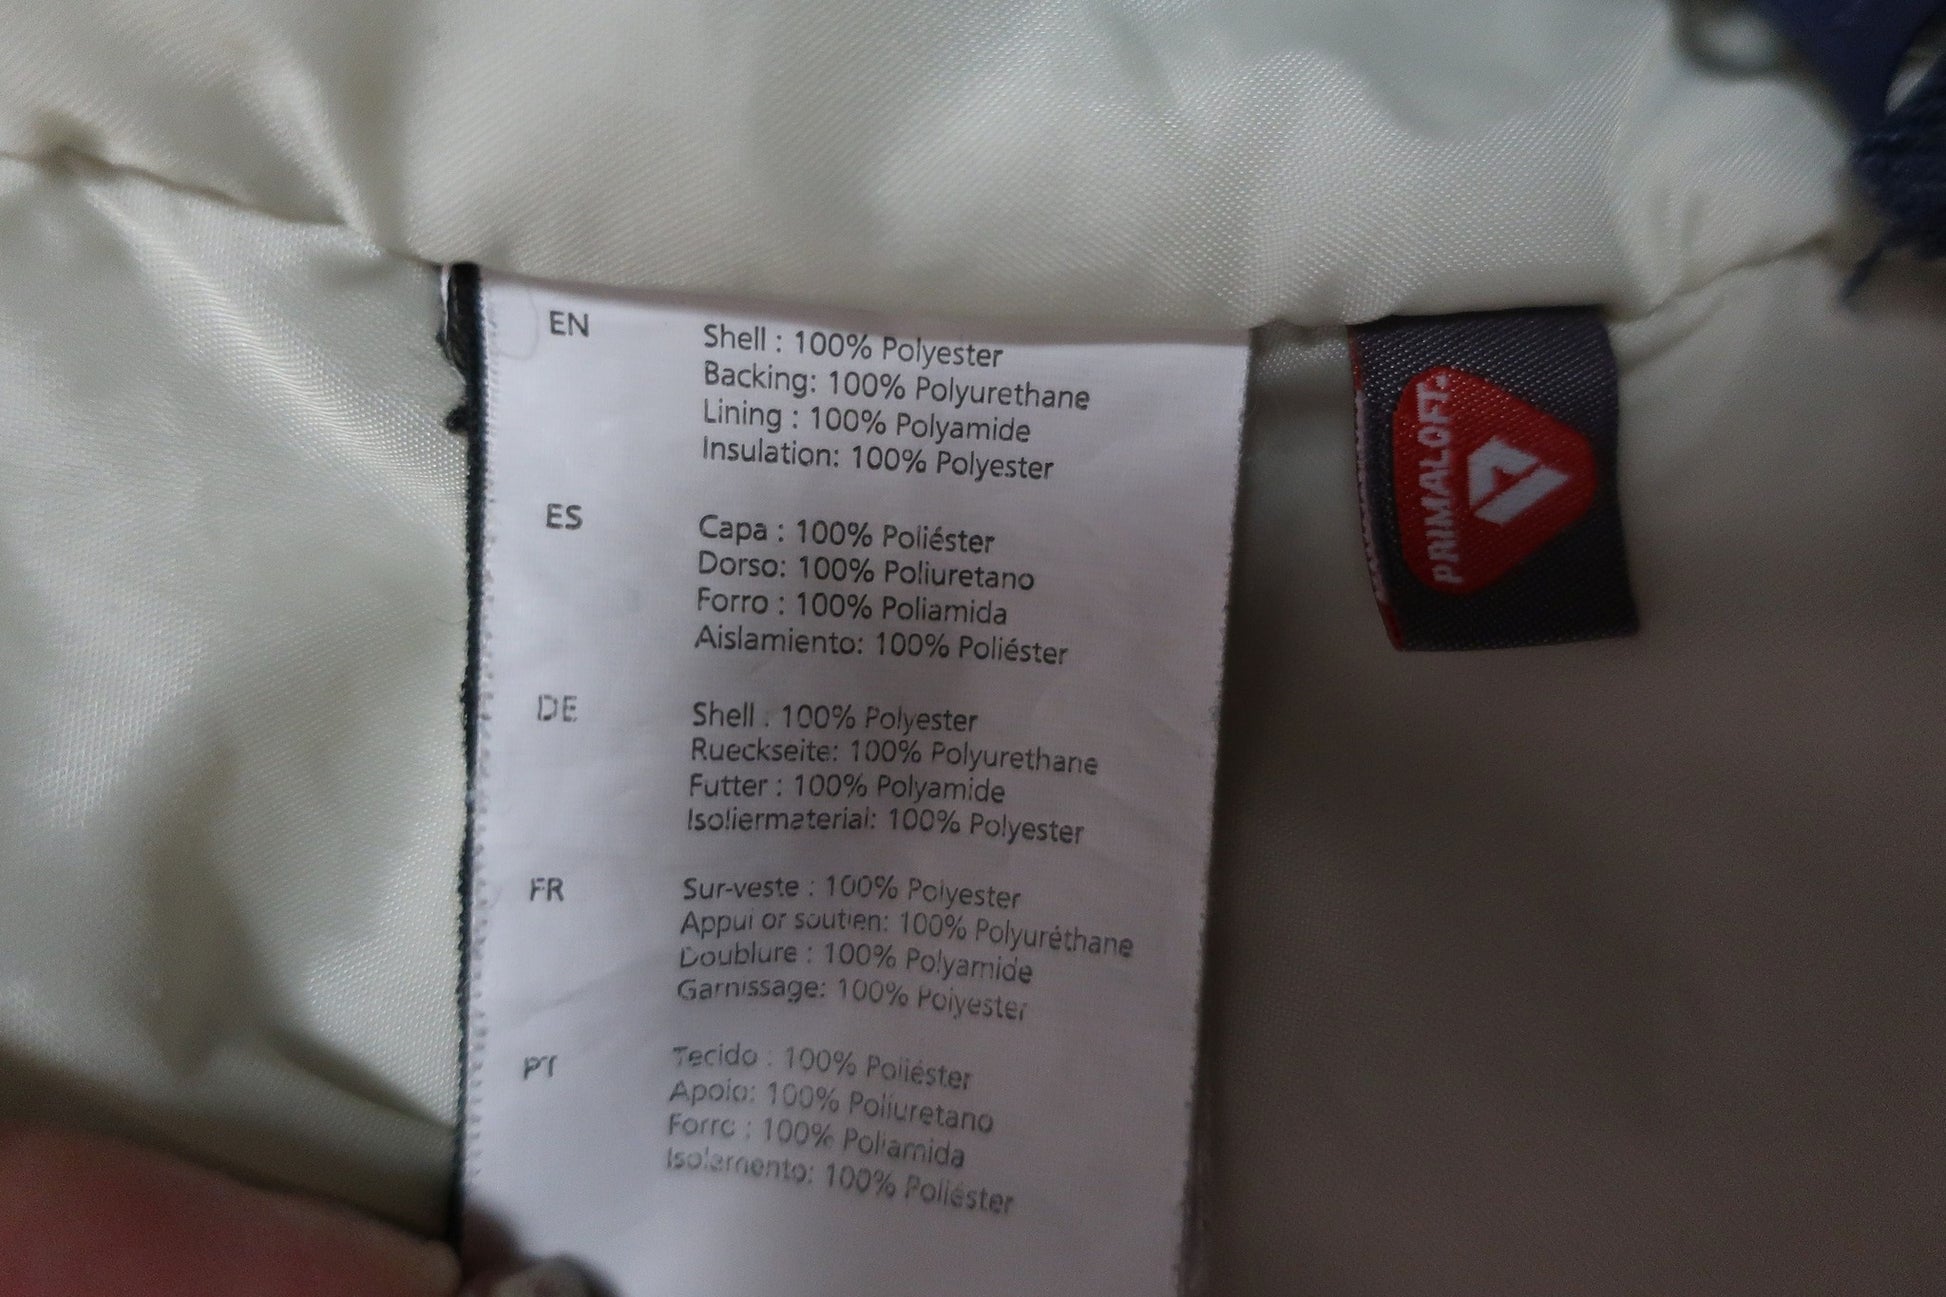 EN
Shell : 100% Polyester
Backing: 100% Polyurethane
Lining : 100% Polyamide
Insulation: 100% Polyester
ES
Capa : 100% Poliéster
Dorso: 100% Poliuretano
Forro : 100% Poliamida
Aislamiento: 100% Poliéster
DE
Shell : 100% Polyester
Rueckseite: 100% Polyurethane
Futter : 100% Polyamide
Isoliermaterial: 100% Polyester
FR
Sur-veste : 100% Polyester
Appui or soutien: 100% Polyuréthane
Doublure : 100% Polyamide
Garnissage: 100% Polyester
PT
Tecido : 100% Poliéster
Apoio: 100% Poliuretano
Forro : 100% Poliamida
Isolamento: 100% Poliéster
PRIMALOFT